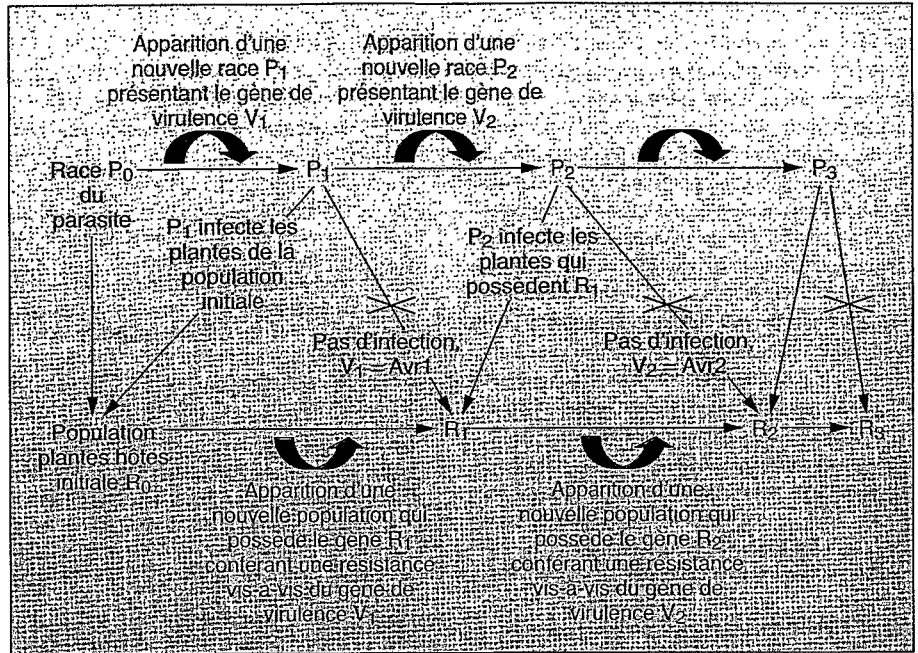 Apparition d'une
nouvelle race P1
présentant le gène de
virulence V1
Apparition d'une
nouvelle race P2
présentant le gène de
virulence V2
Race P0
du
parasite
P1
P2
P3
P1 infecte les
plantes de la
population
initiale
P2 infecte les
plantes qui
possèdent R1
Pas d'infection,
V1 = Avr1
Pas d'infection,
V2 = Avr2
Population
plantes hôtes
initiale R0
R1
R2
R3
Apparition d'une
nouvelle population qui
possède le gène R1
conférant une résistance
vis-à-vis du gène de
virulence V1
Apparition d'une
nouvelle population qui
possède le gène R2
conférant une résistance
vis-à-vis du gène de
virulence V2